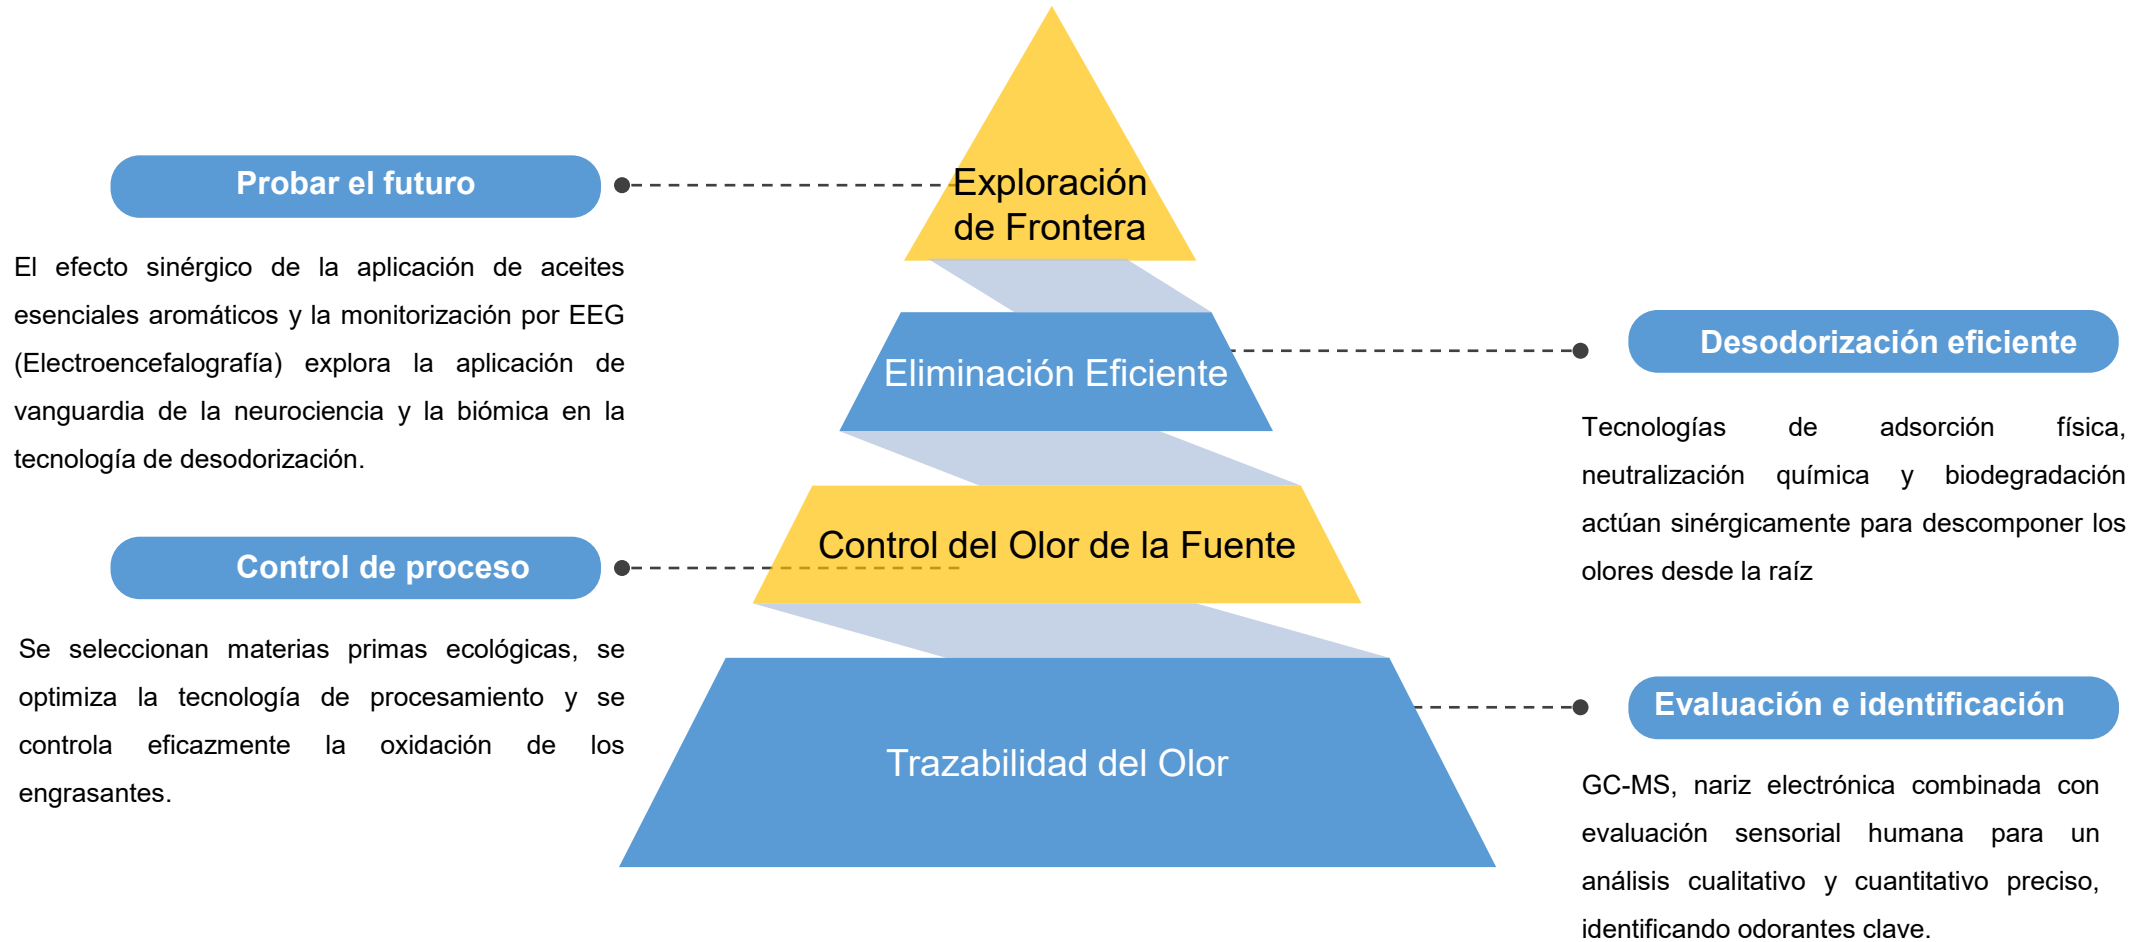 Exploración
de Frontera
Probar el futuro
El efecto sinérgico de la aplicación de aceites
esenciales aromáticos y la monitorización por EEG
(Electroencefalografía) explora la aplicación de
vanguardia de la neurociencia y la biómica en la
tecnología de desodorización.
Eliminación Eficiente
Desodorización eficiente
Tecnologías de adsorción física,
neutralización química y biodegradación
actúan sinérgicamente para descomponer los
olores desde la raíz
Control del Olor de la Fuente
Control de proceso
Se seleccionan materias primas ecológicas, se
optimiza la tecnología de procesamiento y se
controla eficazmente la oxidación de los
engrasantes.
Trazabilidad del Olor
Evaluación e identificación
GC-MS, nariz electrónica combinada con
evaluación sensorial humana para un
análisis cualitativo y cuantitativo preciso,
identificando odorantes clave.